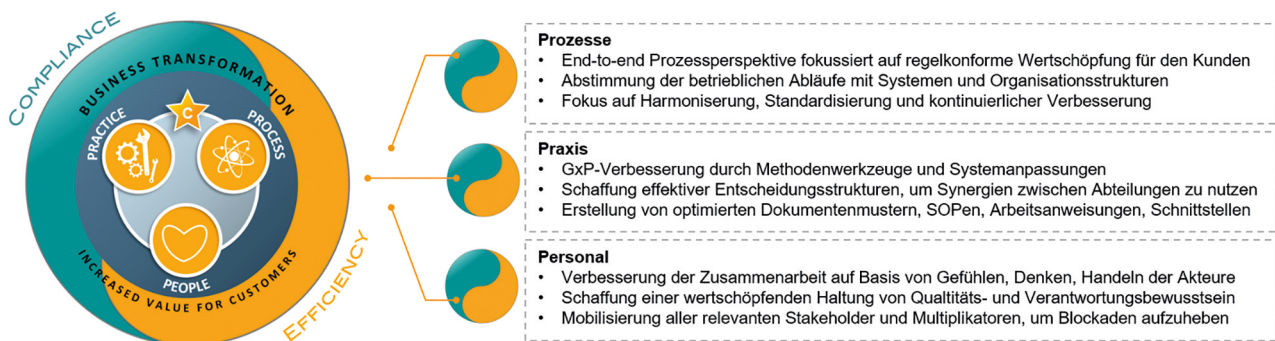 COMPLIANCE
BUSINESS TRANSFORMATION
C
PRACTICE
PROCESS
PEOPLE
INCREASED VALUE FOR CUSTOMERS
EFFICIENCY
Prozesse
• End-to-end Prozessperspektive fokussiert auf regelkonforme Wertschöpfung für den Kunden
• Abstimmung der betrieblichen Abläufe mit Systemen und Organisationsstrukturen
• Fokus auf Harmoniserung, Standardisierung und kontinuierlicher Verbesserung
Praxis
• GxP-Verbesserung durch Methodenwerkzeuge und Systemanpassungen
• Schaffung effektiver Entscheidungsstrukturen, um Synergien zwischen Abteilungen zu nutzen
• Erstellung von optimierten Dokumentenmustern, SOPen, Arbeitsanweisungen, Schnittstellen
Personal
• Verbesserung der Zusammenarbeit auf Basis von Gefühlen, Denken, Handeln der Akteure
• Schaffung einer wertschöpfenden Haltung von Qualtitäts- und Verantwortungsbewusstsein
• Mobilisierung aller relevanten Stakeholder und Multiplikatoren, um Blockaden aufzuheben